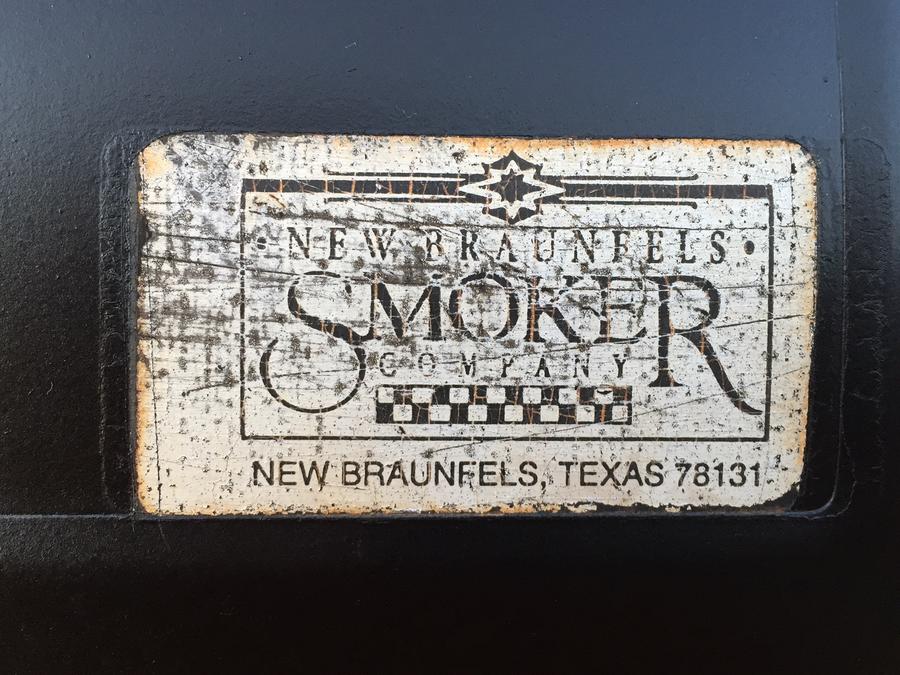 • NEW BRAUNFELS •
SMOKER
COMPANY
NEW BRAUNFELS, TEXAS 78131